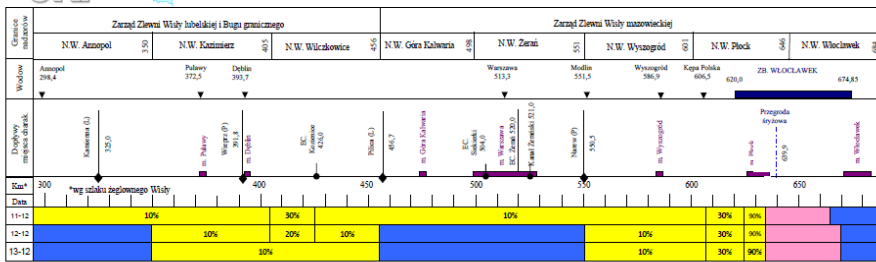 Granice nadzorów
Zarząd Zlewni Wisły lubelskiej i Bugu granicznego
Zarząd Zlewni Wisły mazowieckiej
N.W. Annopol 350 N.W. Kazimierz 405 N.W. Wilczkowice 456 N.W. Góra Kalwaria 498 N.W. Żerań 551 N.W. Wyszogród 601 N.W. Płock 646 N.W. Włocławek
Wodow
Annopol Puławy Dęblin Warszawa Modlin Wyszogród Kępa Polska ZB. WŁOCŁAWEK
298,4 372,5 393,7 513,3 551,5 586,9 606,5 620,0 674,85
Dopływy miejsca charak
Kamienna (L) 325,0
m. Puławy
Wieprz (P) 391,8
m. Dęblin
EC. Kozienice 426,0
Pilica (L) 456,7
m. Góra Kalwaria
EC. Siekierki 504,0
m. Warszawa
EC. Żerań 520,0
Kanał Żerański 521,0
Narew (P) 550,5
m. Wyszogród
m. Płock
Przegroda śryżowa
639,9
m. Włocławek
Km* 300 *wg szlaku żeglownego Wisły 400 450 500 550 600 650
Data
11-12 10% 30% 10% 30% 90%
12-12 10% 20% 10% 10% 30% 90%
13-12 10% 10% 30% 90%